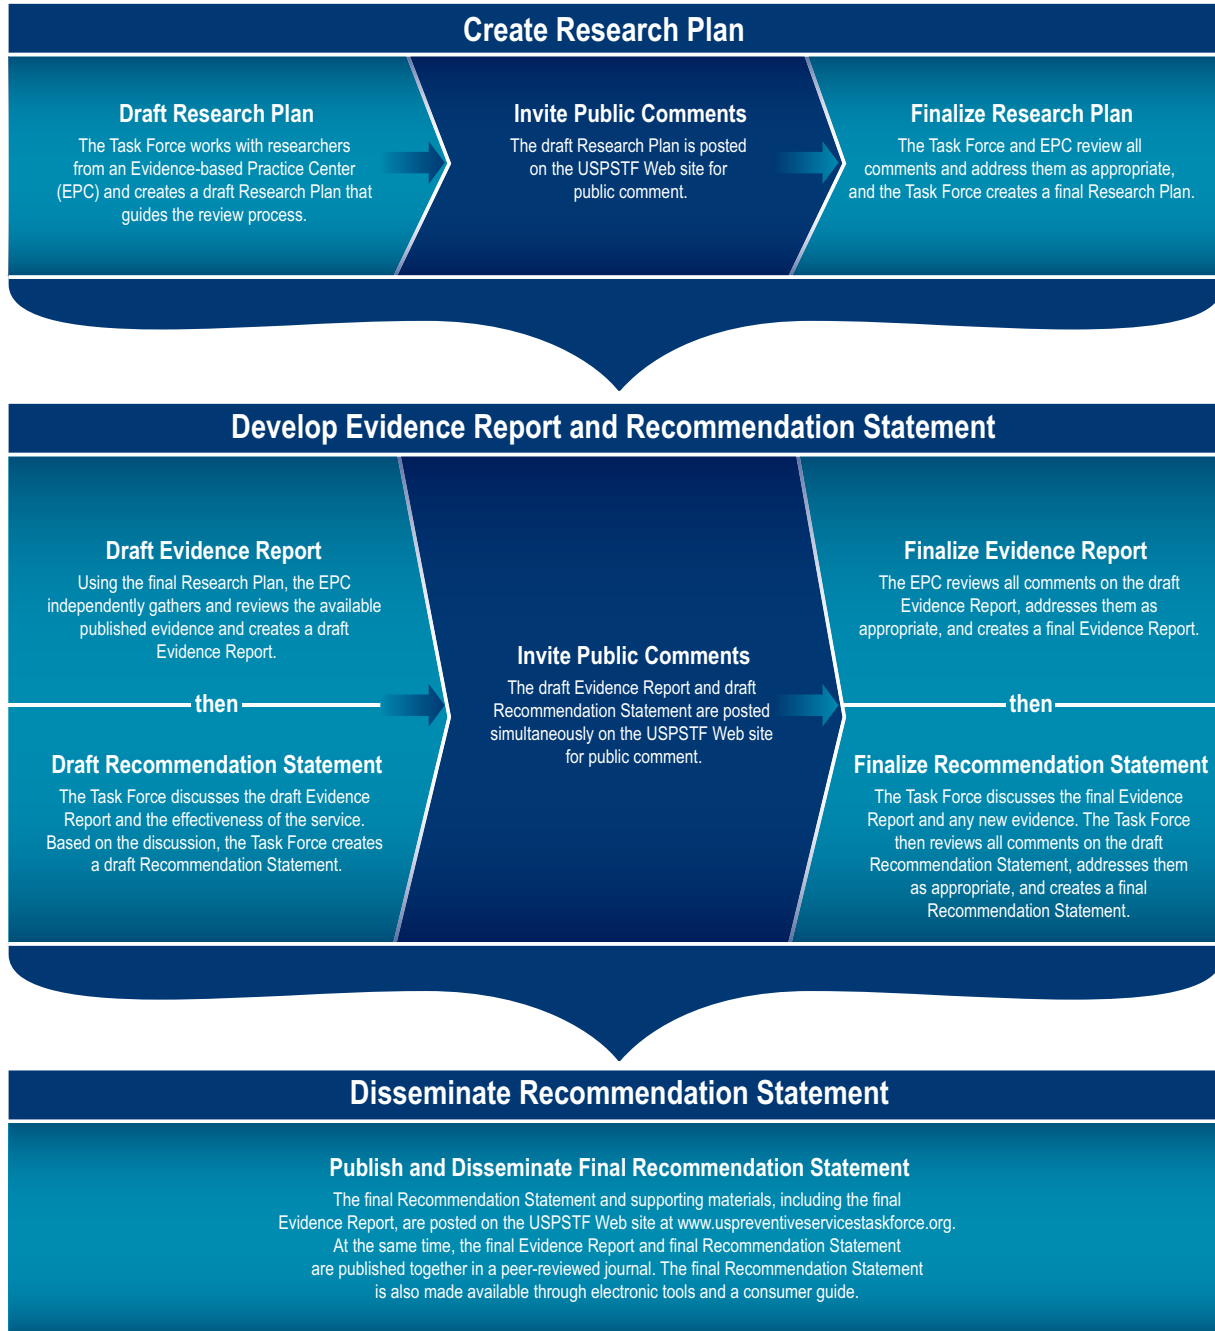 Create Research Plan
Draft Research Plan
The Task Force works with researchers
from an Evidence-based Practice Center
(EPC) and creates a draft Research Plan that
guides the review process.
Invite Public Comments
The draft Research Plan is posted
on the USPSTF Web site for
public comment.
Finalize Research Plan
The Task Force and EPC review all
comments and address them as appropriate,
and the Task Force creates a final Research Plan.
Develop Evidence Report and Recommendation Statement
Draft Evidence Report
Using the final Research Plan, the EPC
independently gathers and reviews the available
published evidence and creates a draft
Evidence Report.
then
Draft Recommendation Statement
The Task Force discusses the draft Evidence
Report and the effectiveness of the service.
Based on the discussion, the Task Force creates
a draft Recommendation Statement.
Invite Public Comments
The draft Evidence Report and draft
Recommendation Statement are posted
simultaneously on the USPSTF Web site
for public comment.
Finalize Evidence Report
The EPC reviews all comments on the draft
Evidence Report, addresses them as
appropriate, and creates a final Evidence Report.
then
Finalize Recommendation Statement
The Task Force discusses the final Evidence
Report and any new evidence. The Task Force
then reviews all comments on the draft
Recommendation Statement, addresses them
as appropriate, and creates a final
Recommendation Statement.
Disseminate Recommendation Statement
Publish and Disseminate Final Recommendation Statement
The final Recommendation Statement and supporting materials, including the final
Evidence Report, are posted on the USPSTF Web site at www.uspreventiveservicestaskforce.org.
At the same time, the final Evidence Report and final Recommendation Statement
are published together in a peer-reviewed journal. The final Recommendation Statement
is also made available through electronic tools and a consumer guide.